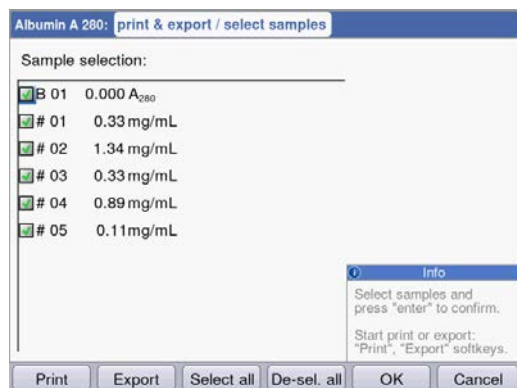 Albumin A 280: print & export / select samples
Sample selection:
B 01 0.000 A280
# 01 0.33 mg/mL
# 02 1.34 mg/mL
# 03 0.33 mg/mL
# 04 0.89 mg/mL
# 05 0.11mg/mL
Info
Select samples and
press "enter" to confirm.
Start print or export:
"Print", "Export" softkeys.
Print Export Select all De-sel. all OK Cancel